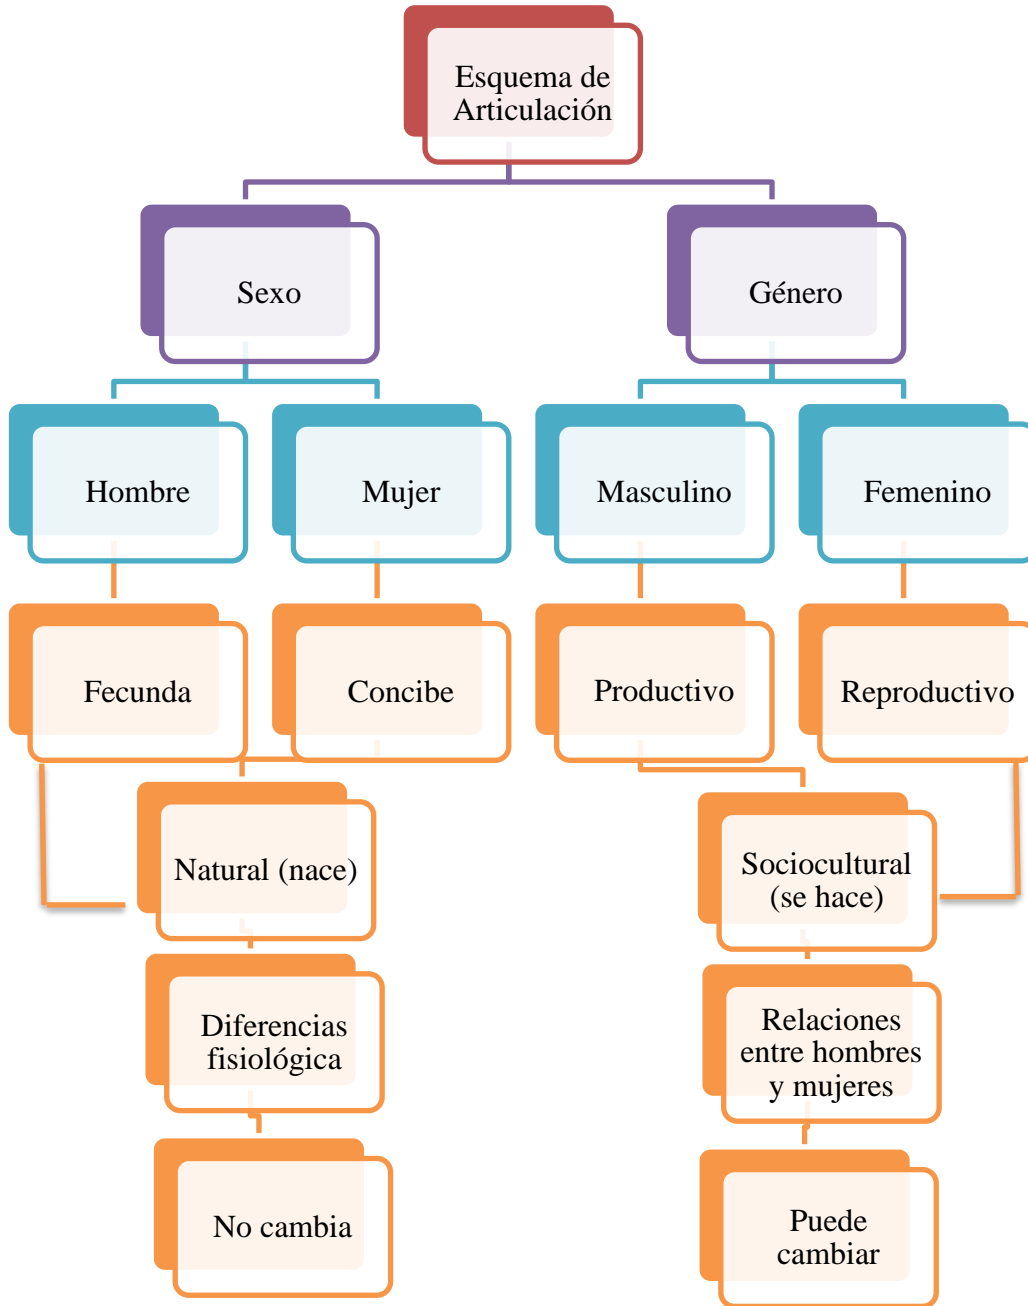 Esquema de
Articulación
Sexo
Género
Hombre
Mujer
Masculino
Femenino
Fecunda
Concibe
Productivo
Reproductivo
Natural (nace)
Sociocultural
(se hace)
Diferencias
fisiológica
Relaciones
entre hombres
y mujeres
No cambia
Puede
cambiar